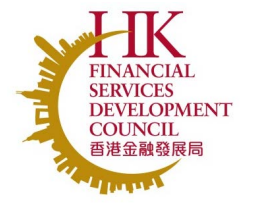 HK
FINANCIAL
SERVICES
DEVELOPMENT
COUNCIL
香港金融發展局